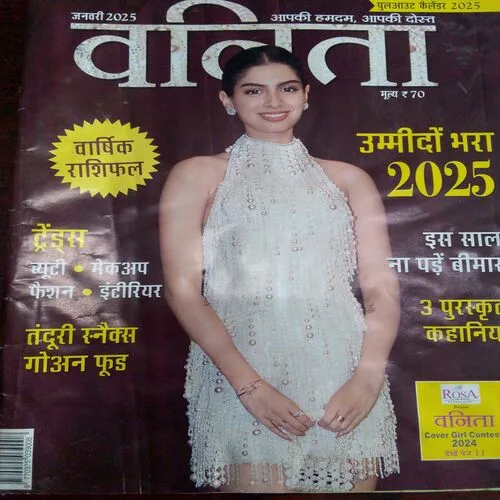 पुलआउट कैलेंडर 2025
जनवरी 2025
आपकी हमदम, आपकी दोस्त
वनिता
मूल्य ₹ 70
वार्षिक
राशिफल
उम्मीदों भरा
2025
ट्रेंड्स
ब्यूटी • मेकअप
फैशन • इंटीरियर
इस साल
ना पड़ें बीमार
तंदूरी स्नैक्स
गोअन फूड
3 पुरस्कृत
कहानियां
ROSA
वनिता
Cover Girl Contest
2024
देखें पेज 11